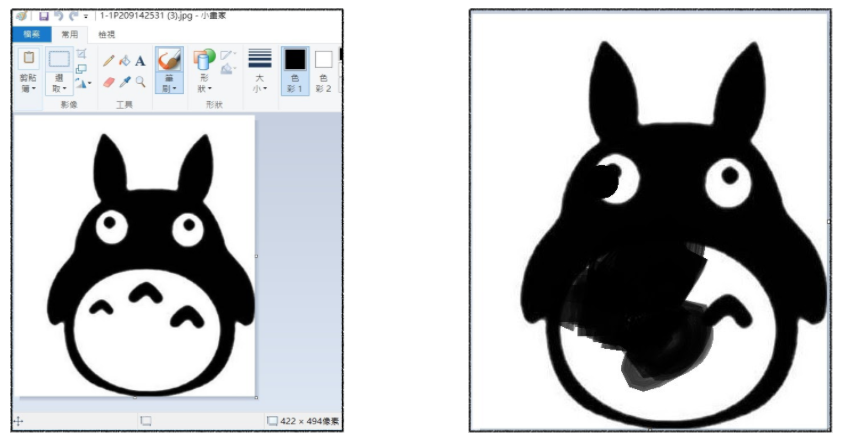 1-1P209142531 (3).jpg - 小畫家
檔案 常用 檢視
剪貼簿
選取
A
筆刷
形狀
大小
色彩 1
色彩 2
影像 工具 形狀
422 × 494像素